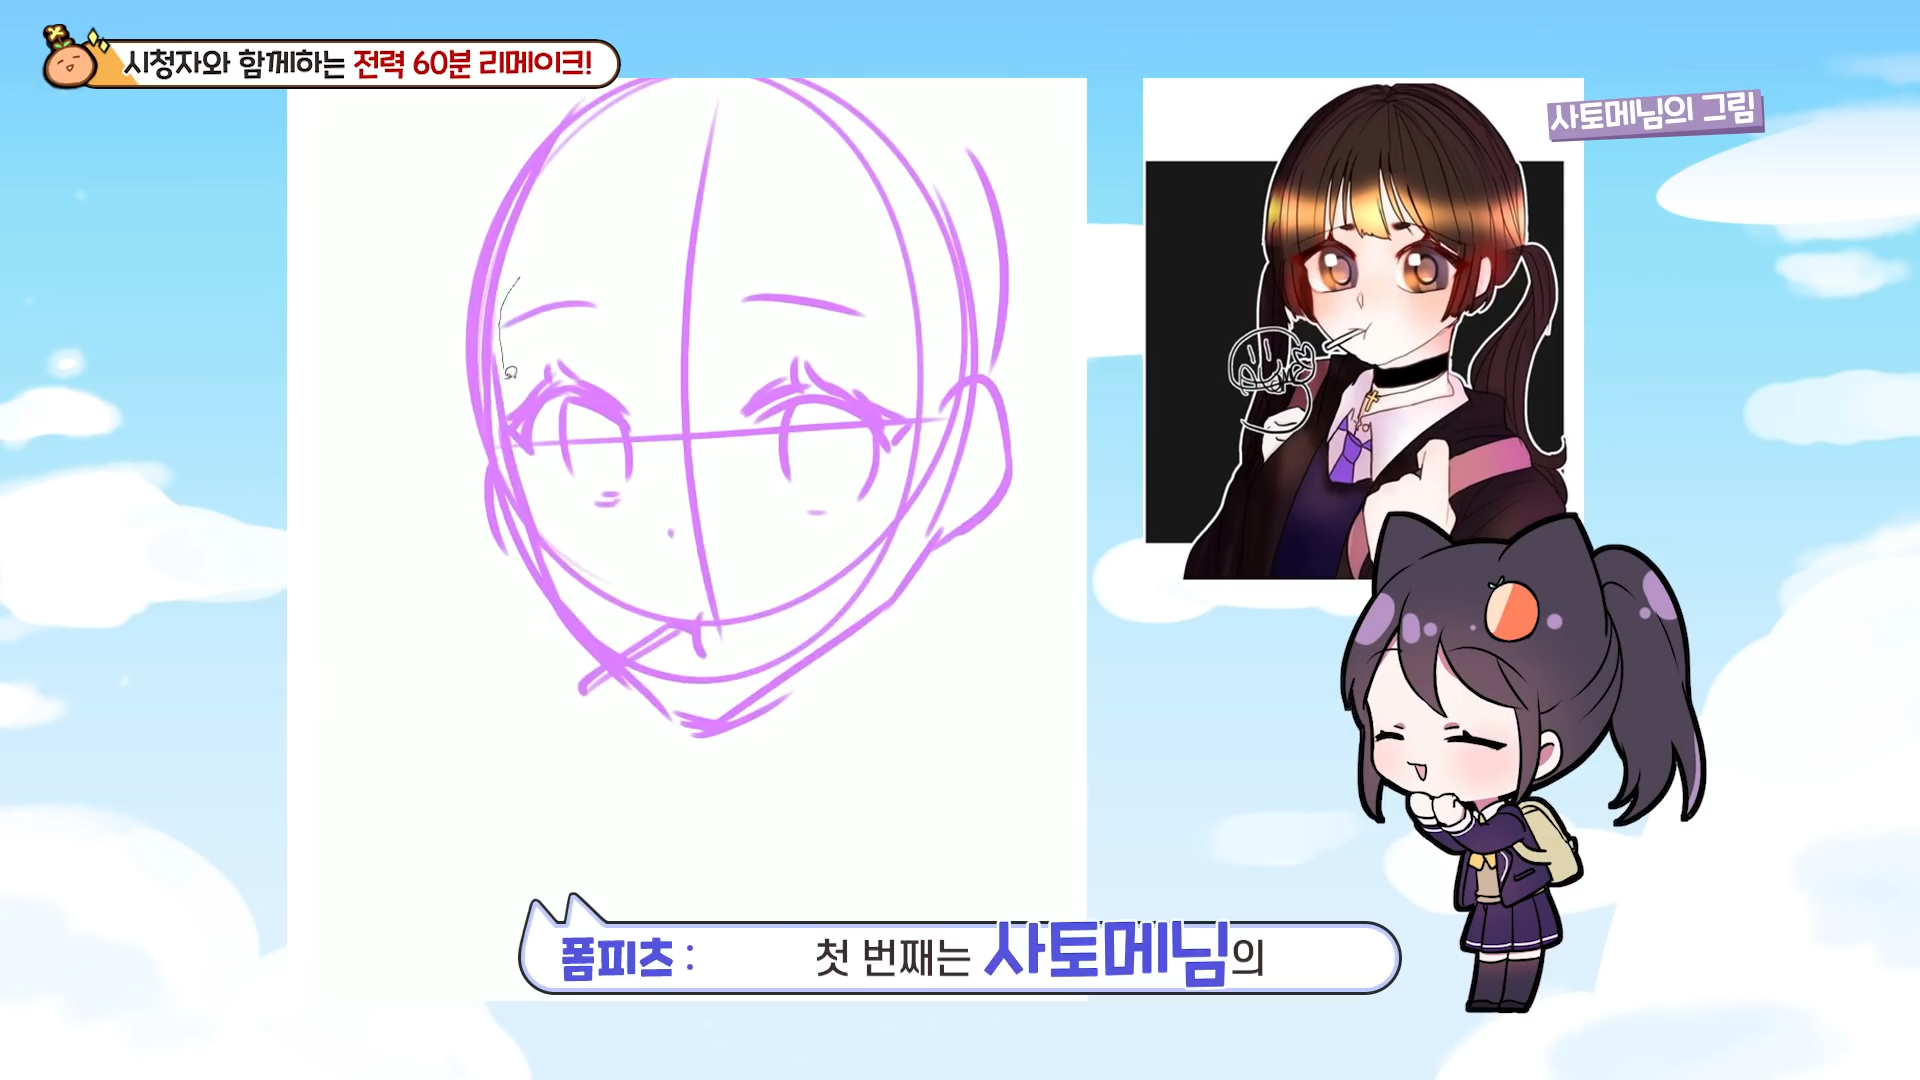 시청자와 함께하는 전력 60분 리메이크!
사토메님의 그림
폼피츠 : 첫 번째는 사토메님의